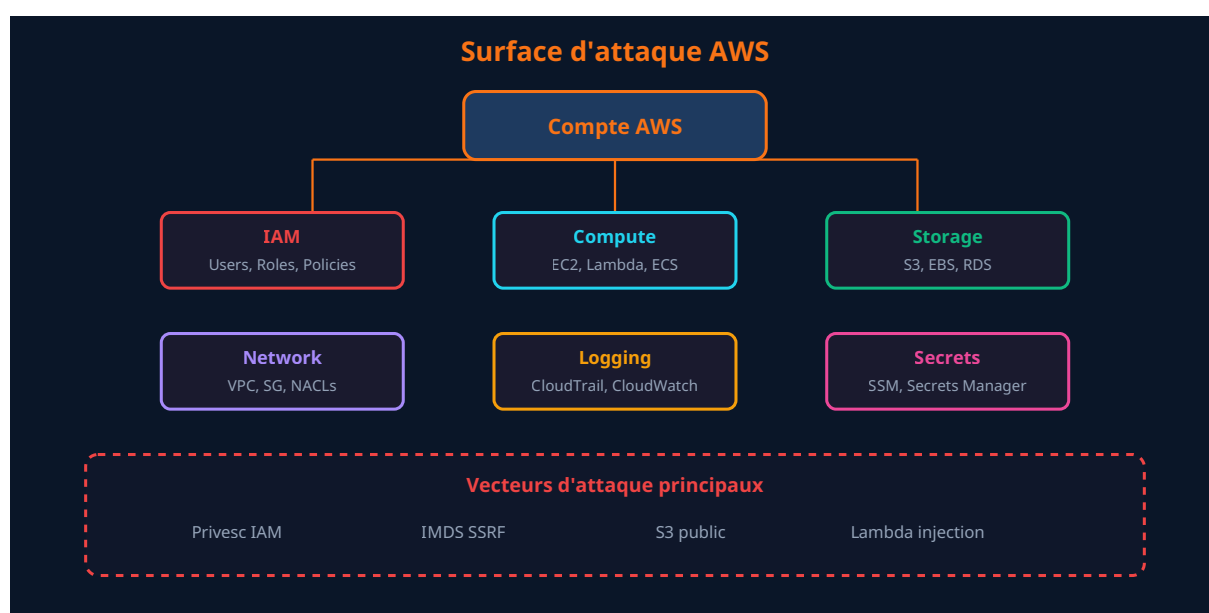 Surface d'attaque AWS
Compte AWS
IAM
Users, Roles, Policies
Compute
EC2, Lambda, ECS
Storage
S3, EBS, RDS
Network
VPC, SG, NACLs
Logging
CloudTrail, CloudWatch
Secrets
SSM, Secrets Manager
Vecteurs d'attaque principaux
Privesc IAM
IMDS SSRF
S3 public
Lambda injection